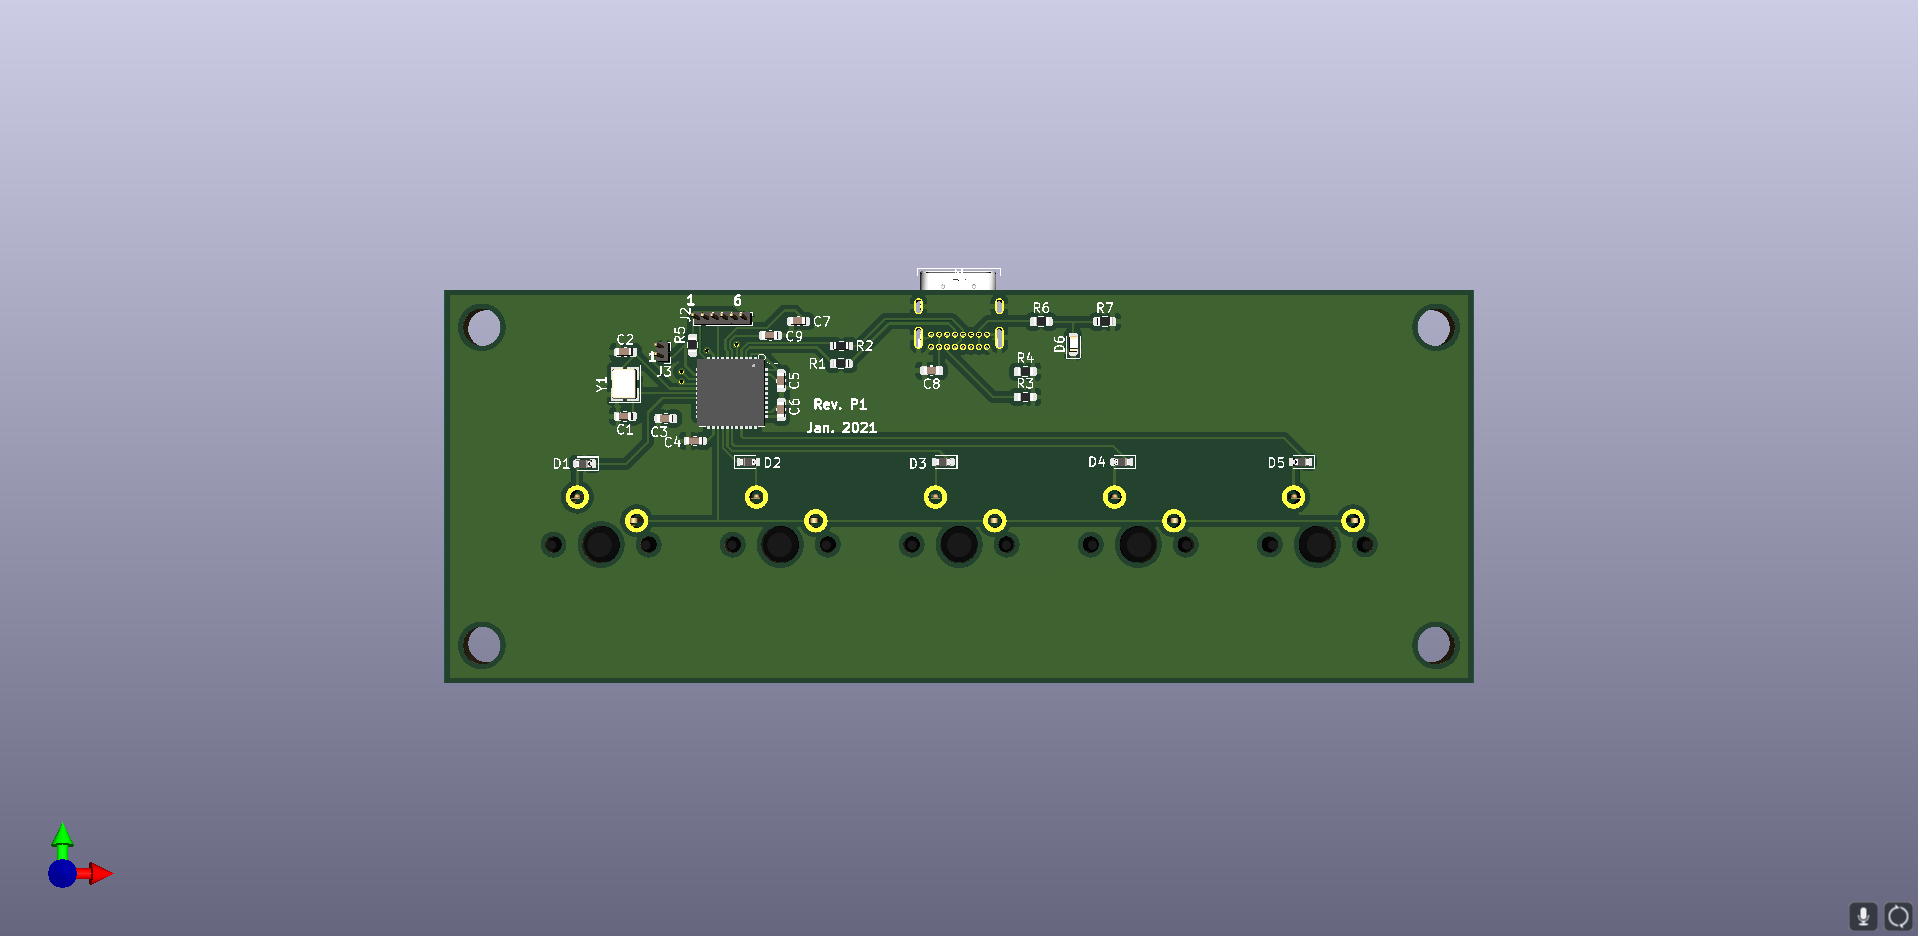 1 6
J2
C7
R6 R7
R5
C9
C2
R2
D6
1
J3
R1
R4
Y1
C5
C8
R3
C6
Rev. P1
C1
C3
Jan. 2021
C4
D1 D2 D3 D4 D5